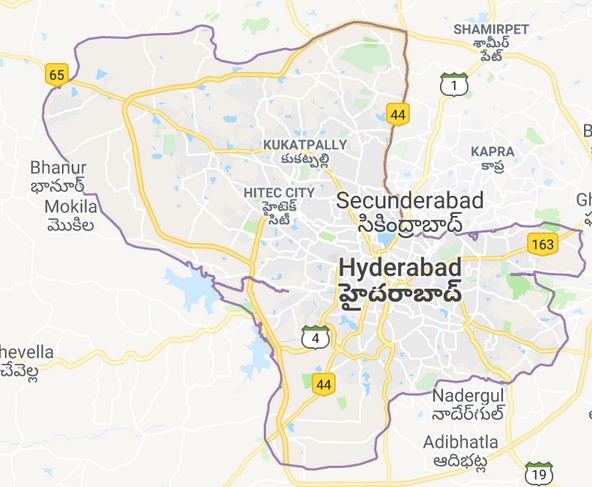 SHAMIRPET
శామీర్
పేట్
65
1
44
KUKATPALLY
కుకట్పల్లి
KAPRA
కాప్ర
Bhanur
భానూర్
HITEC CITY
హైటెక్
సిటీ
Mokila
మొకిల
Secunderabad
సికింద్రాబాద్
163
Hyderabad
హైదరాబాద్
4
hevella
చేవెళ్ల
44
Nadergul
నాదేర్‌గుల్
Adibhatla
ఆదిభట్ల
19